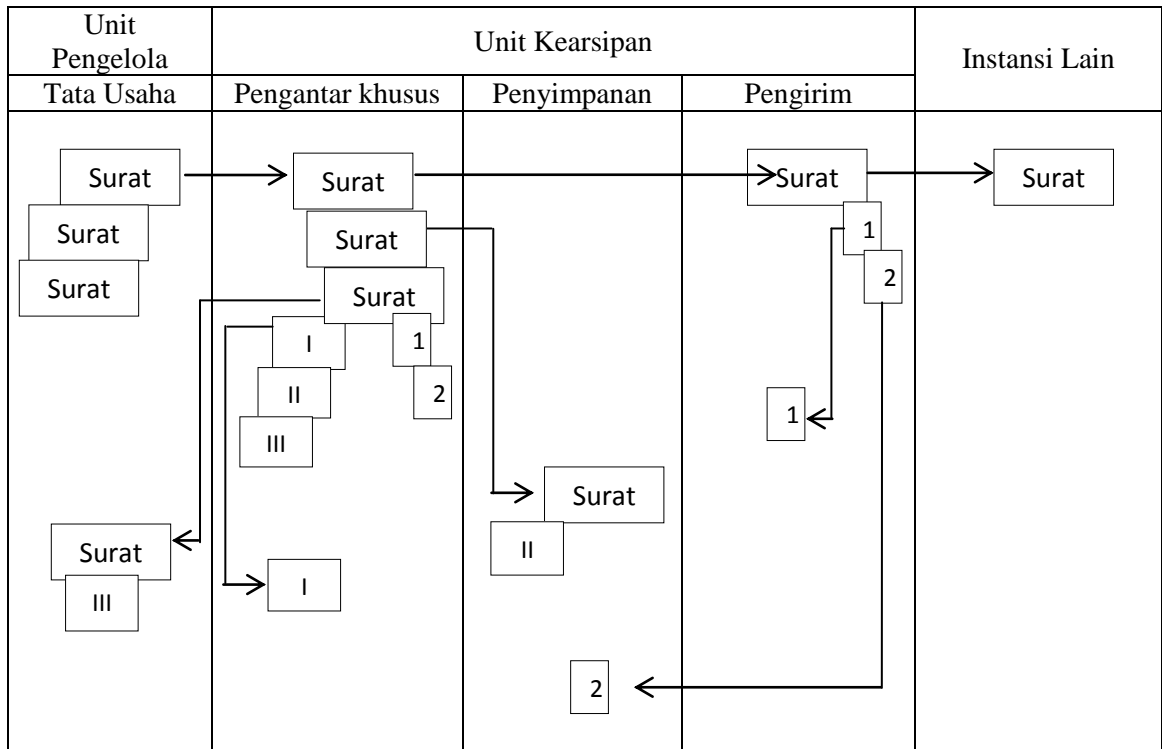 Unit
Pengelola
Unit Kearsipan
Instansi Lain
Tata Usaha
Pengantar khusus
Penyimpanan
Pengirim
Surat
Surat
Surat
Surat
Surat
Surat
1
Surat
2
Surat
Surat
I
1
II
2
III
1
Surat
Surat
II
III
I
2